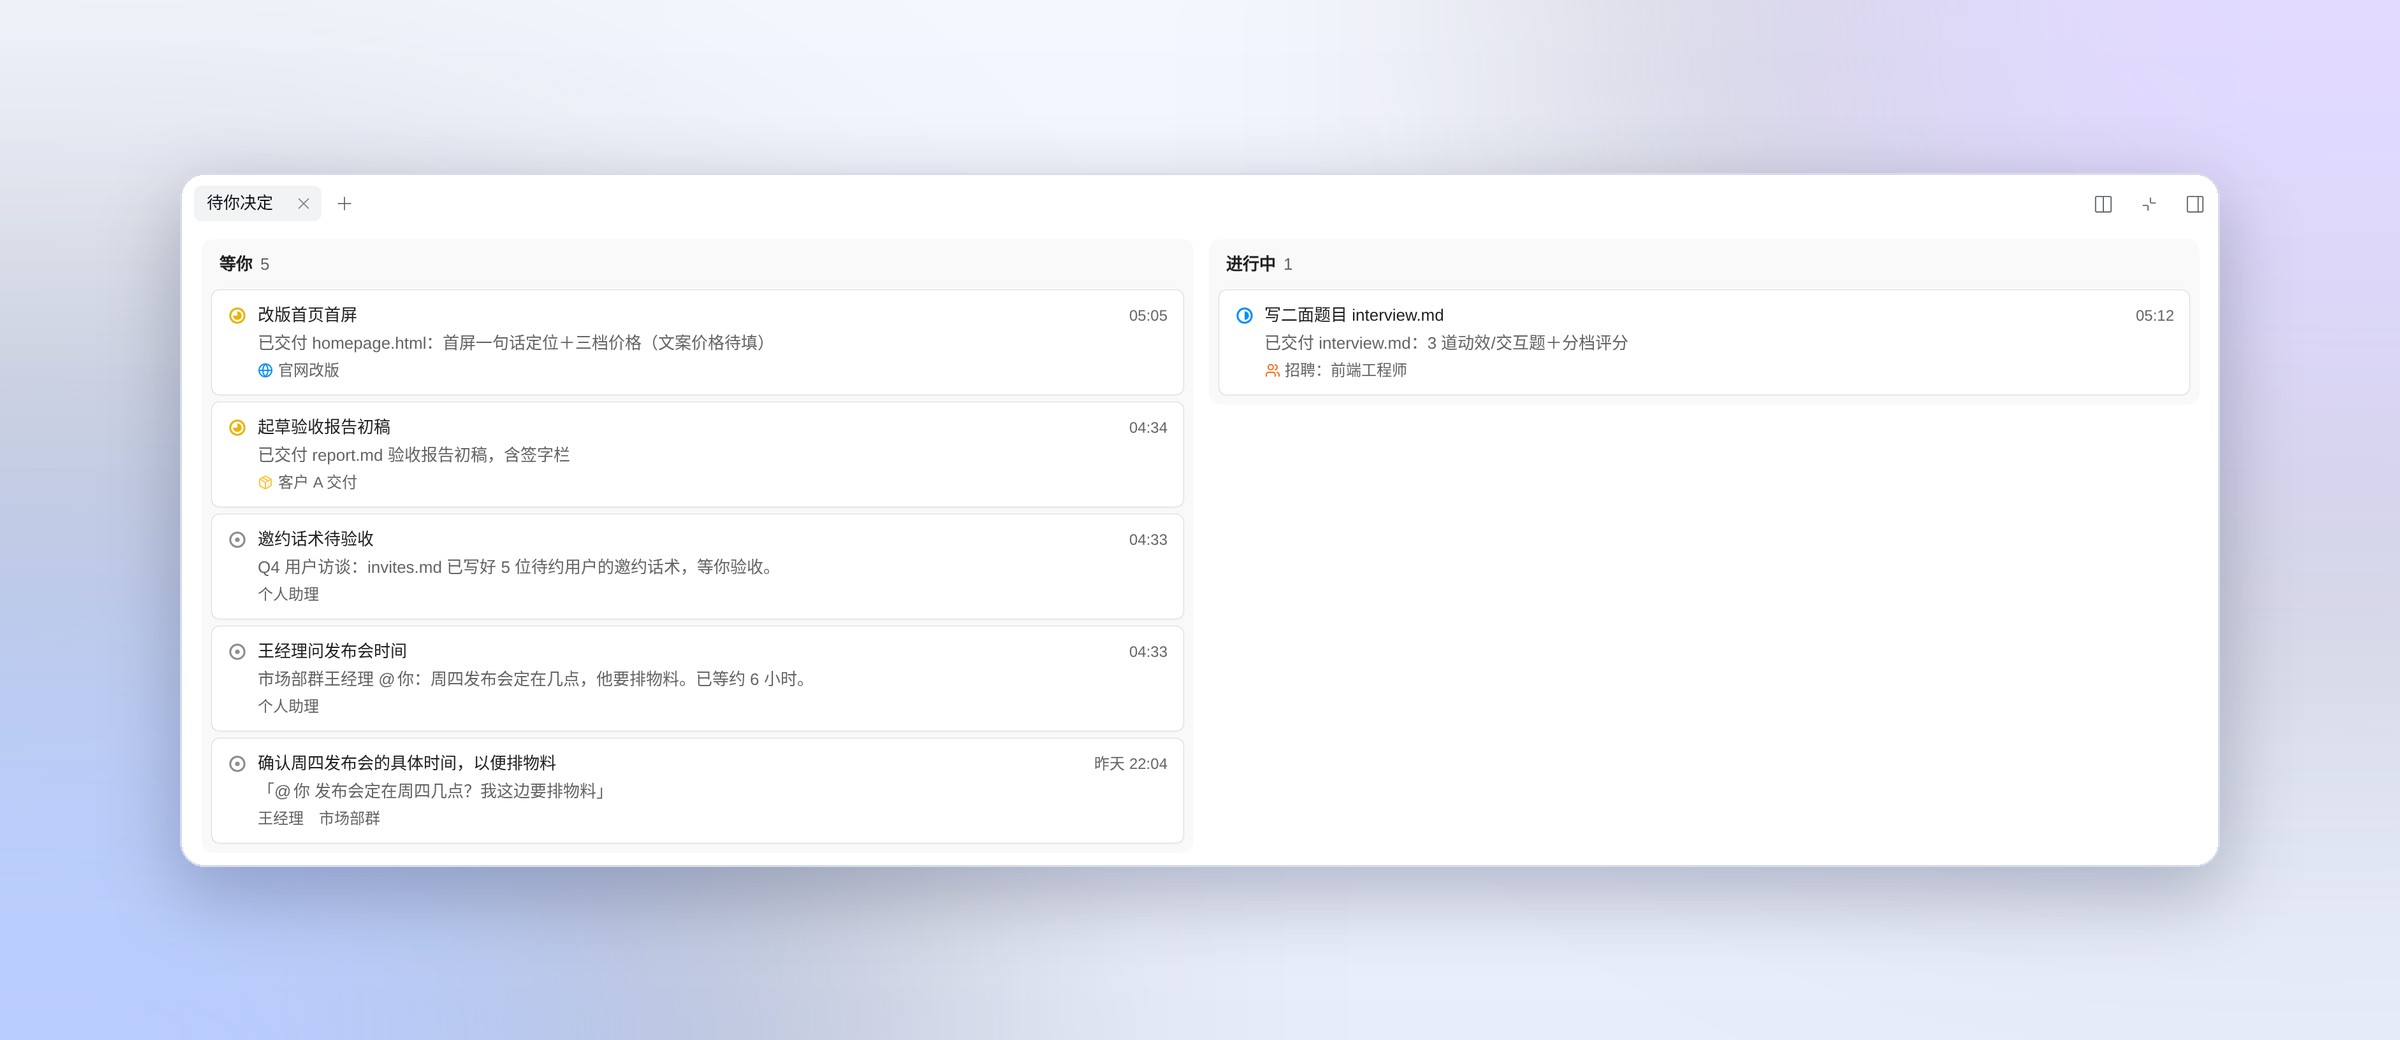 待你决定
等你 5
改版首页首屏 05:05
已交付 homepage.html：首屏一句话定位＋三档价格（文案价格待填）
官网改版
起草验收报告初稿 04:34
已交付 report.md 验收报告初稿，含签字栏
客户 A 交付
邀约话术待验收 04:33
Q4 用户访谈：invites.md 已写好 5 位待约用户的邀约话术，等你验收。
个人助理
王经理问发布会时间 04:33
市场部群王经理 @你：周四发布会定在几点，他要排物料。已等约 6 小时。
个人助理
确认周四发布会的具体时间，以便排物料 昨天 22:04
「@你 发布会定在周四几点？我这边要排物料」
王经理 市场部群
进行中 1
写二面题目 interview.md 05:12
已交付 interview.md：3 道动效/交互题＋分档评分
招聘：前端工程师